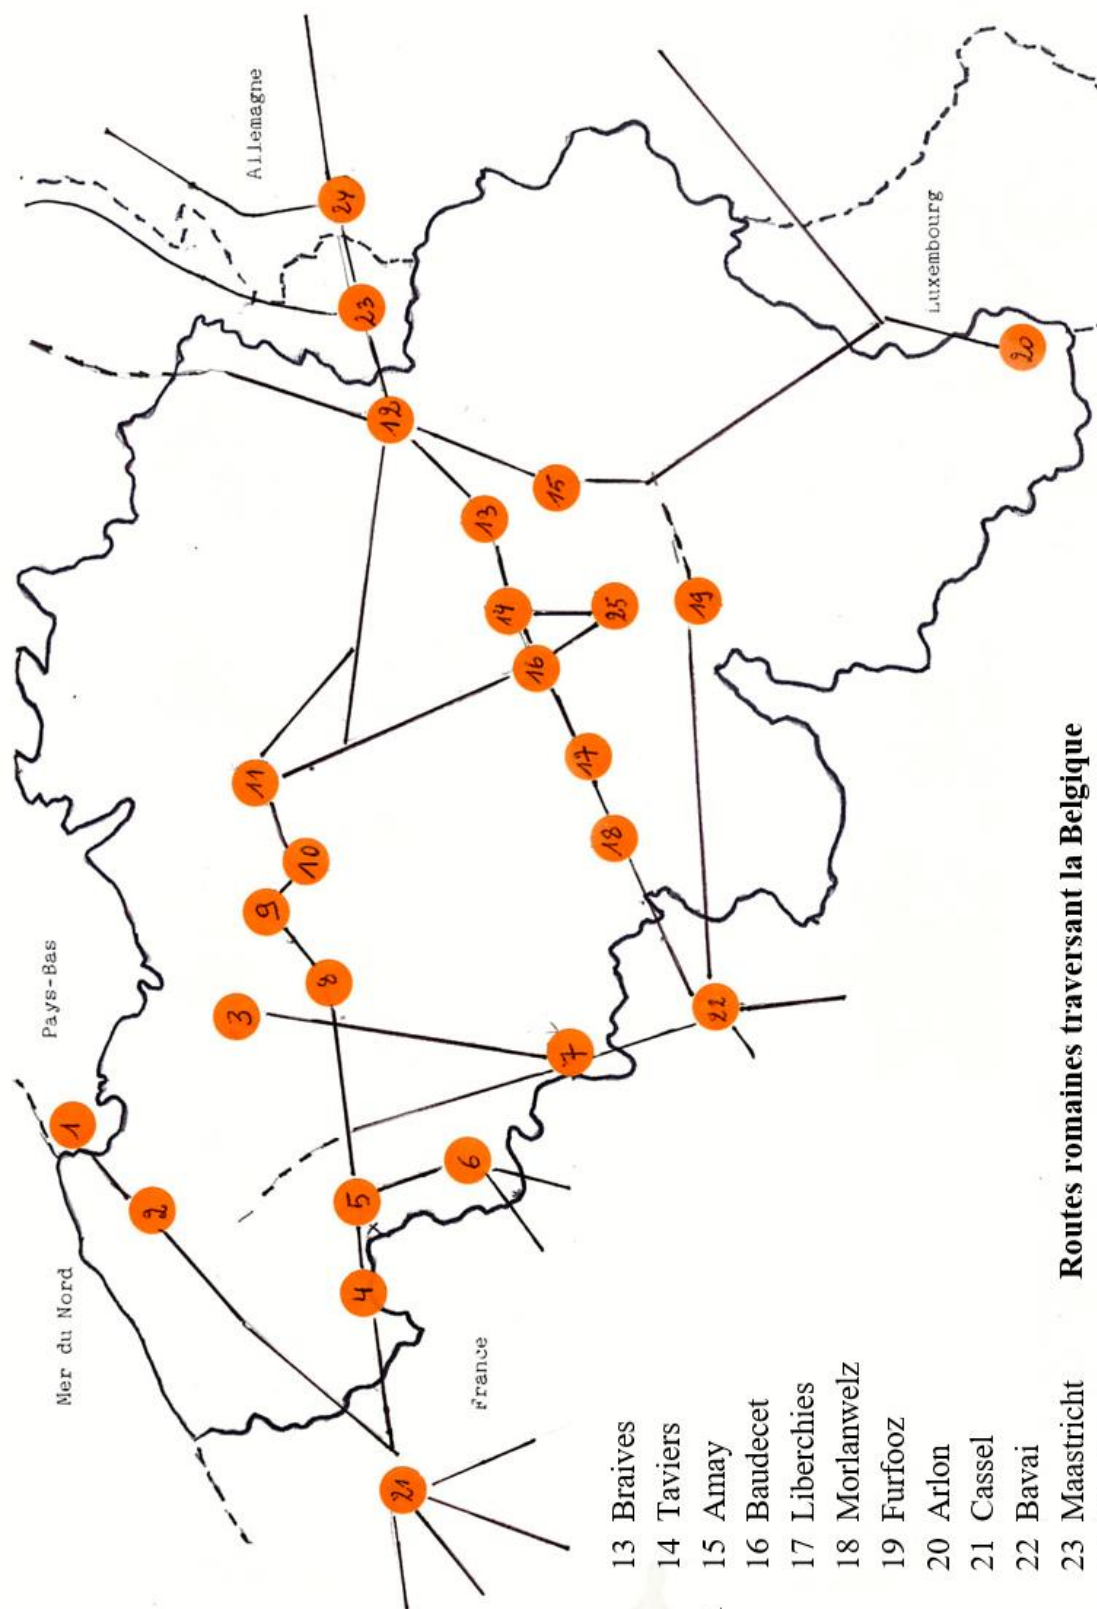 Mer du Nord
Pays-Bas
Allemagne
France
Luxembourg
1
2
3
4
5
6
7
8
9
10
11
12
13
14
15
16
17
18
19
20
21
22
23
24
25
13 Braives
14 Taviers
15 Amay
16 Baudecet
17 Liberchies
18 Morlanwelz
19 Furfooz
20 Arlon
21 Cassel
22 Bavai
23 Maastricht
Routes romaines traversant la Belgique